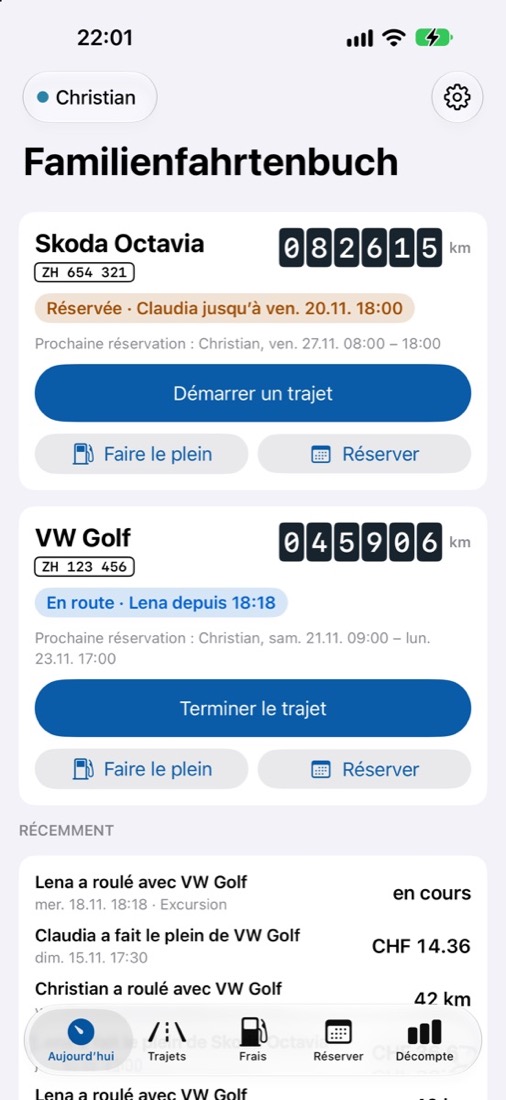 22:01
Christian
Familienfahrtenbuch
Skoda Octavia
082615 km
ZH 654 321
Réservée · Claudia jusqu’à ven. 20.11. 18:00
Prochaine réservation : Christian, ven. 27.11. 08:00 – 18:00
Démarrer un trajet
Faire le plein
Réserver
VW Golf
045906 km
ZH 123 456
En route · Lena depuis 18:18
Prochaine réservation : Christian, sam. 21.11. 09:00 – lun.
23.11. 17:00
Terminer le trajet
Faire le plein
Réserver
RÉCEMMENT
Lena a roulé avec VW Golf
en cours
mer. 18.11. 18:18 · Excursion
Claudia a fait le plein de VW Golf
CHF 14.36
dim. 15.11. 17:30
Christian a roulé avec VW Golf
42 km
Aujourd’hui
Trajets
Frais
Réserver
Décompte
Lena a roulé avec VW Golf